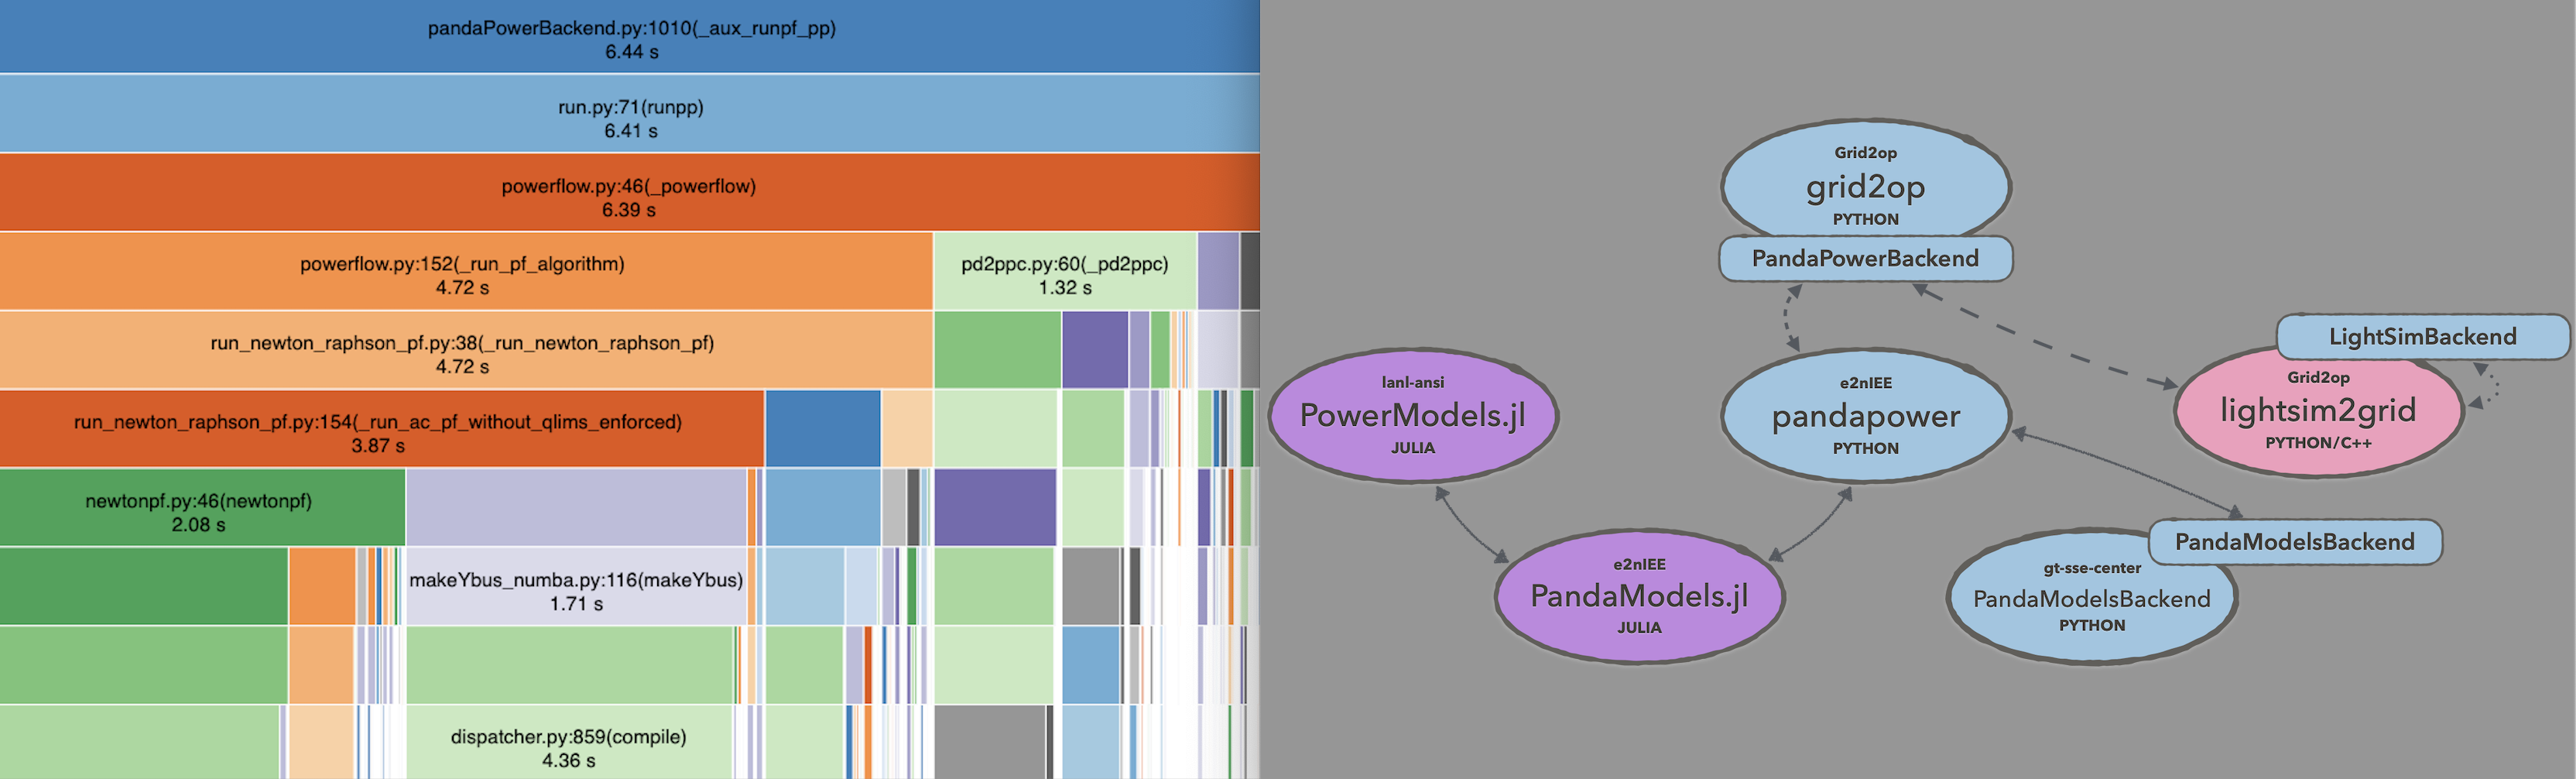 pandaPowerBackend.py:1010(_aux_runpf_pp)
6.44 s
run.py:71(runpp)
6.41 s
powerflow.py:46(_powerflow)
6.39 s
powerflow.py:152(_run_pf_algorithm)
4.72 s
pd2ppc.py:60(_pd2ppc)
1.32 s
run_newton_raphson_pf.py:38(_run_newton_raphson_pf)
4.72 s
run_newton_raphson_pf.py:154(_run_ac_pf_without_qlims_enforced)
3.87 s
newtonpf.py:46(newtonpf)
2.08 s
makeYbus_numba.py:116(makeYbus)
1.71 s
dispatcher.py:859(compile)
4.36 s
Grid2op
grid2op
PYTHON
PandaPowerBackend
LightSimBackend
Grid2op
lightsim2grid
PYTHON/C++
lanl-ansi
PowerModels.jl
JULIA
e2nIEE
pandapower
PYTHON
e2nIEE
PandaModels.jl
JULIA
PandaModelsBackend
gt-sse-center
PandaModelsBackend
PYTHON